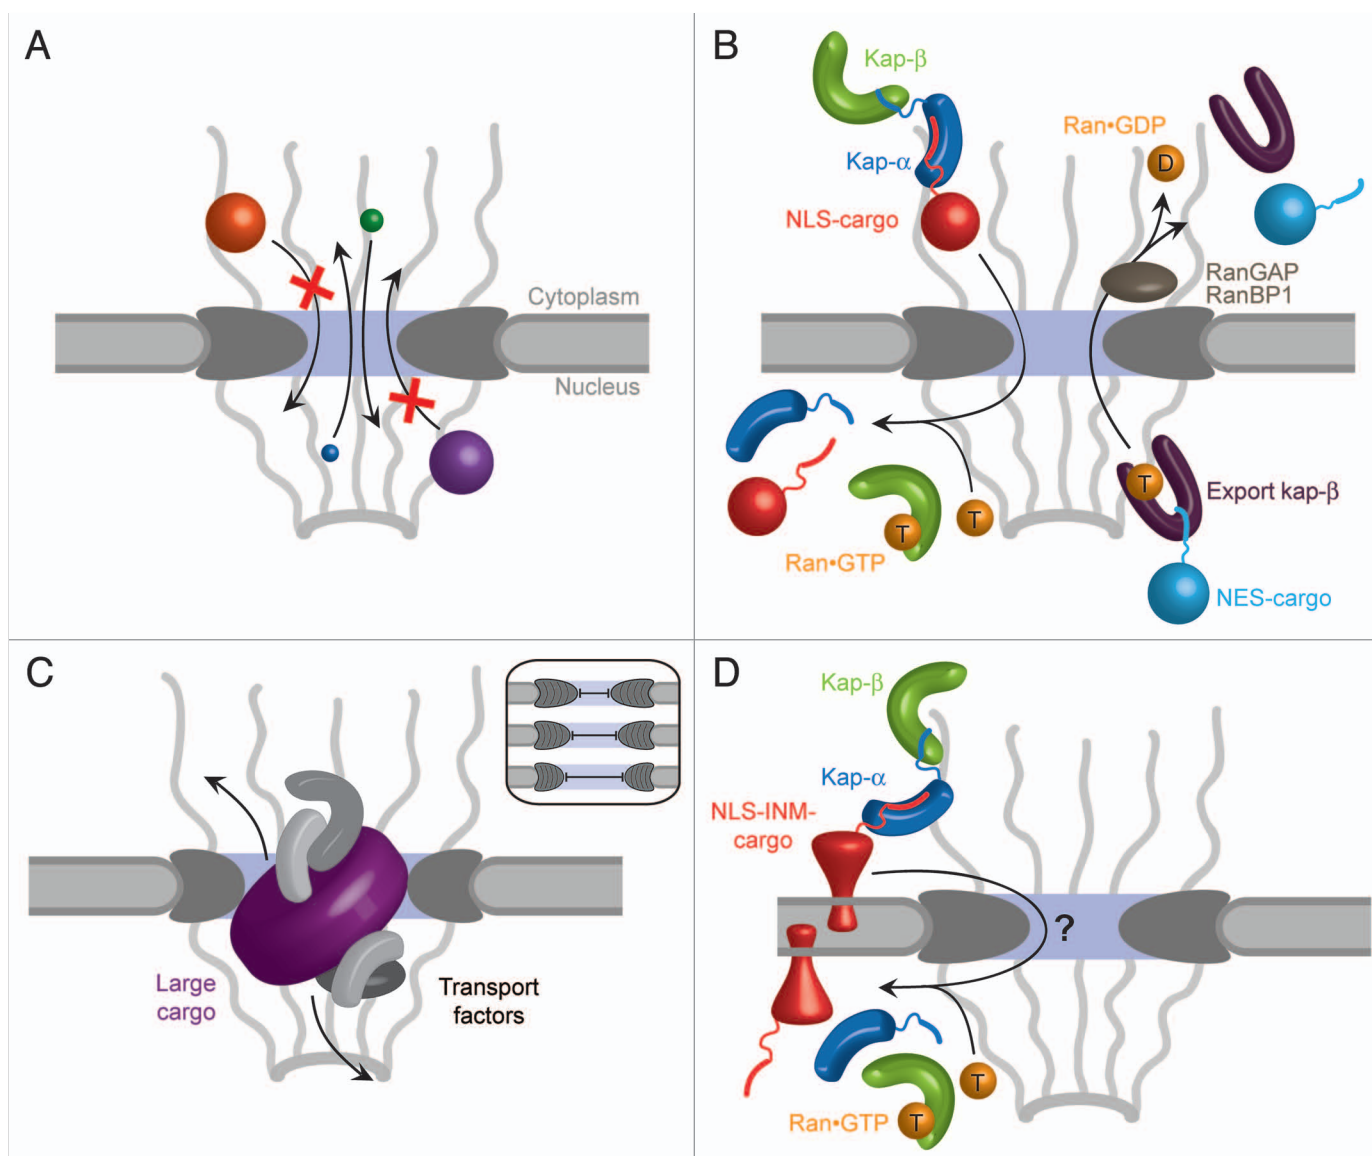 A
Cytoplasm
Nucleus
B
Kap-β
Kap-α
NLS-cargo
Ran•GDP
D
RanGAP
RanBP1
T
T
Ran•GTP
T
Export kap-β
NES-cargo
C
Large
cargo
Transport
factors
D
Kap-β
Kap-α
NLS-INM-
cargo
?
T
T
Ran•GTP